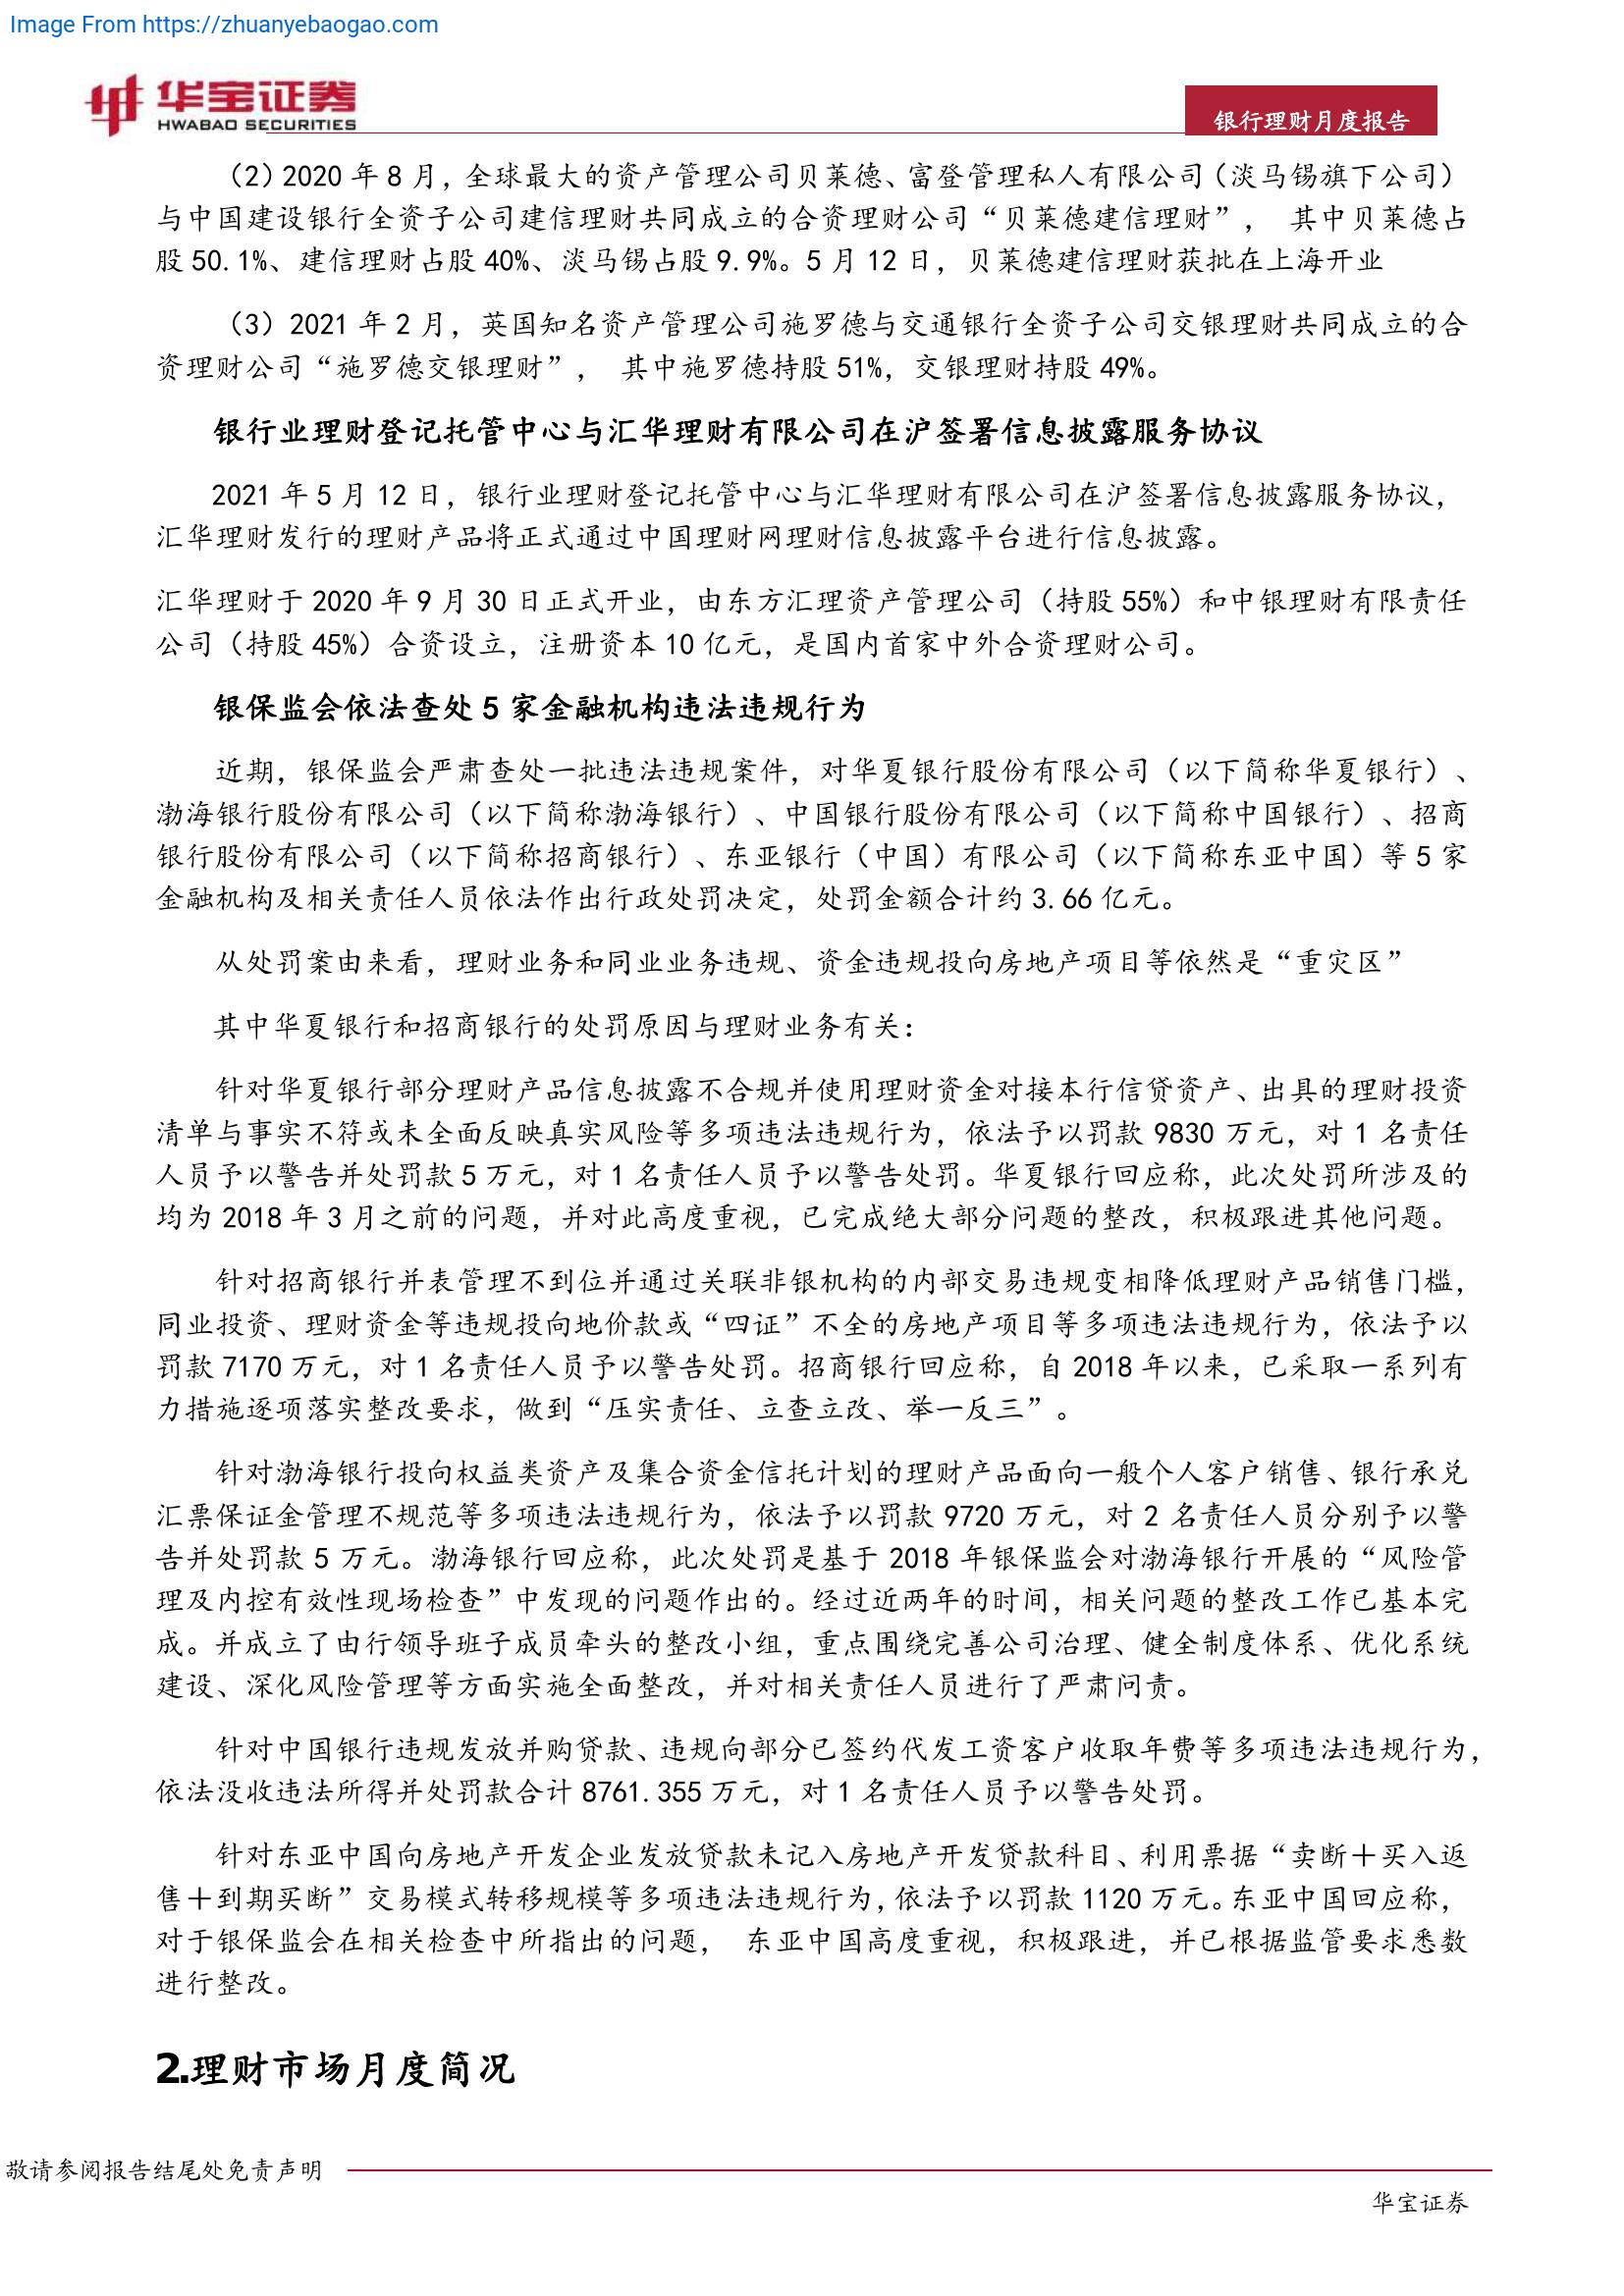 Image From https://zhuanyebaogao.com
华宝证券
HWABAO SECURITIES
银行理财月度报告
（2）2020 年 8 月，全球最大的资产管理公司贝莱德、富登管理私人有限公司（淡马锡旗下公司）
与中国建设银行全资子公司建信理财共同成立的合资理财公司“贝莱德建信理财”， 其中贝莱德占
股 50.1%、建信理财占股 40%、淡马锡占股 9.9%。5 月 12 日，贝莱德建信理财获批在上海开业
（3）2021 年 2 月，英国知名资产管理公司施罗德与交通银行全资子公司交银理财共同成立的合
资理财公司“施罗德交银理财”， 其中施罗德持股 51%，交银理财持股 49%。
银行业理财登记托管中心与汇华理财有限公司在沪签署信息披露服务协议
2021 年 5 月 12 日，银行业理财登记托管中心与汇华理财有限公司在沪签署信息披露服务协议，
汇华理财发行的理财产品将正式通过中国理财网理财信息披露平台进行信息披露。
汇华理财于 2020 年 9 月 30 日正式开业，由东方汇理资产管理公司（持股 55%）和中银理财有限责任
公司（持股 45%）合资设立，注册资本 10 亿元，是国内首家中外合资理财公司。
银保监会依法查处 5 家金融机构违法违规行为
近期，银保监会严肃查处一批违法违规案件，对华夏银行股份有限公司（以下简称华夏银行）、
渤海银行股份有限公司（以下简称渤海银行）、中国银行股份有限公司（以下简称中国银行）、招商
银行股份有限公司（以下简称招商银行）、东亚银行（中国）有限公司（以下简称东亚中国）等 5 家
金融机构及相关责任人员依法作出行政处罚决定，处罚金额合计约 3.66 亿元。
从处罚案由来看，理财业务和同业业务违规、资金违规投向房地产项目等依然是“重灾区”
其中华夏银行和招商银行的处罚原因与理财业务有关：
针对华夏银行部分理财产品信息披露不合规并使用理财资金对接本行信贷资产、出具的理财投资
清单与事实不符或未全面反映真实风险等多项违法违规行为，依法予以罚款 9830 万元，对 1 名责任
人员予以警告并处罚款 5 万元，对 1 名责任人员予以警告处罚。华夏银行回应称，此次处罚所涉及的
均为 2018 年 3 月之前的问题，并对此高度重视，已完成绝大部分问题的整改，积极跟进其他问题。
针对招商银行并表管理不到位并通过关联非银机构的内部交易违规变相降低理财产品销售门槛，
同业投资、理财资金等违规投向地价款或“四证”不全的房地产项目等多项违法违规行为，依法予以
罚款 7170 万元，对 1 名责任人员予以警告处罚。招商银行回应称，自 2018 年以来，已采取一系列有
力措施逐项落实整改要求，做到“压实责任、立查立改、举一反三”。
针对渤海银行投向权益类资产及集合资金信托计划的理财产品面向一般个人客户销售、银行承兑
汇票保证金管理不规范等多项违法违规行为，依法予以罚款 9720 万元，对 2 名责任人员分别予以警
告并处罚款 5 万元。渤海银行回应称，此次处罚是基于 2018 年银保监会对渤海银行开展的“风险管
理及内控有效性现场检查”中发现的问题作出的。经过近两年的时间，相关问题的整改工作已基本完
成。并成立了由行领导班子成员牵头的整改小组，重点围绕完善公司治理、健全制度体系、优化系统
建设、深化风险管理等方面实施全面整改，并对相关责任人员进行了严肃问责。
针对中国银行违规发放并购贷款、违规向部分已签约代发工资客户收取年费等多项违法违规行为，
依法没收违法所得并处罚款合计 8761.355 万元，对 1 名责任人员予以警告处罚。
针对东亚中国向房地产开发企业发放贷款未记入房地产开发贷款科目、利用票据“卖断＋买入返
售＋到期买断”交易模式转移规模等多项违法违规行为，依法予以罚款 1120 万元。东亚中国回应称，
对于银保监会在相关检查中所指出的问题， 东亚中国高度重视，积极跟进，并已根据监管要求悉数
进行整改。
2.理财市场月度简况
敬请参阅报告结尾处免责声明
华宝证券